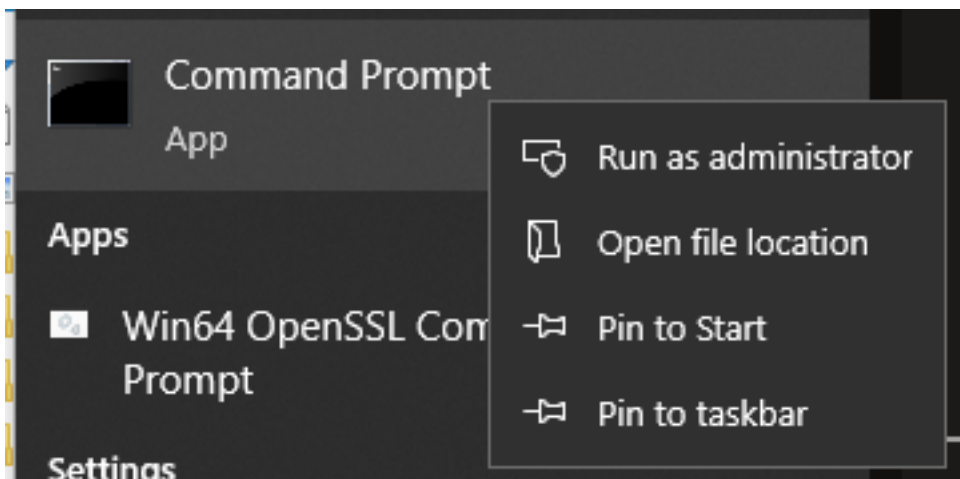 Command Prompt
App
Run as administrator
Open file location
Pin to Start
Pin to taskbar
Apps
Win64 OpenSSL Com
Prompt
Settings